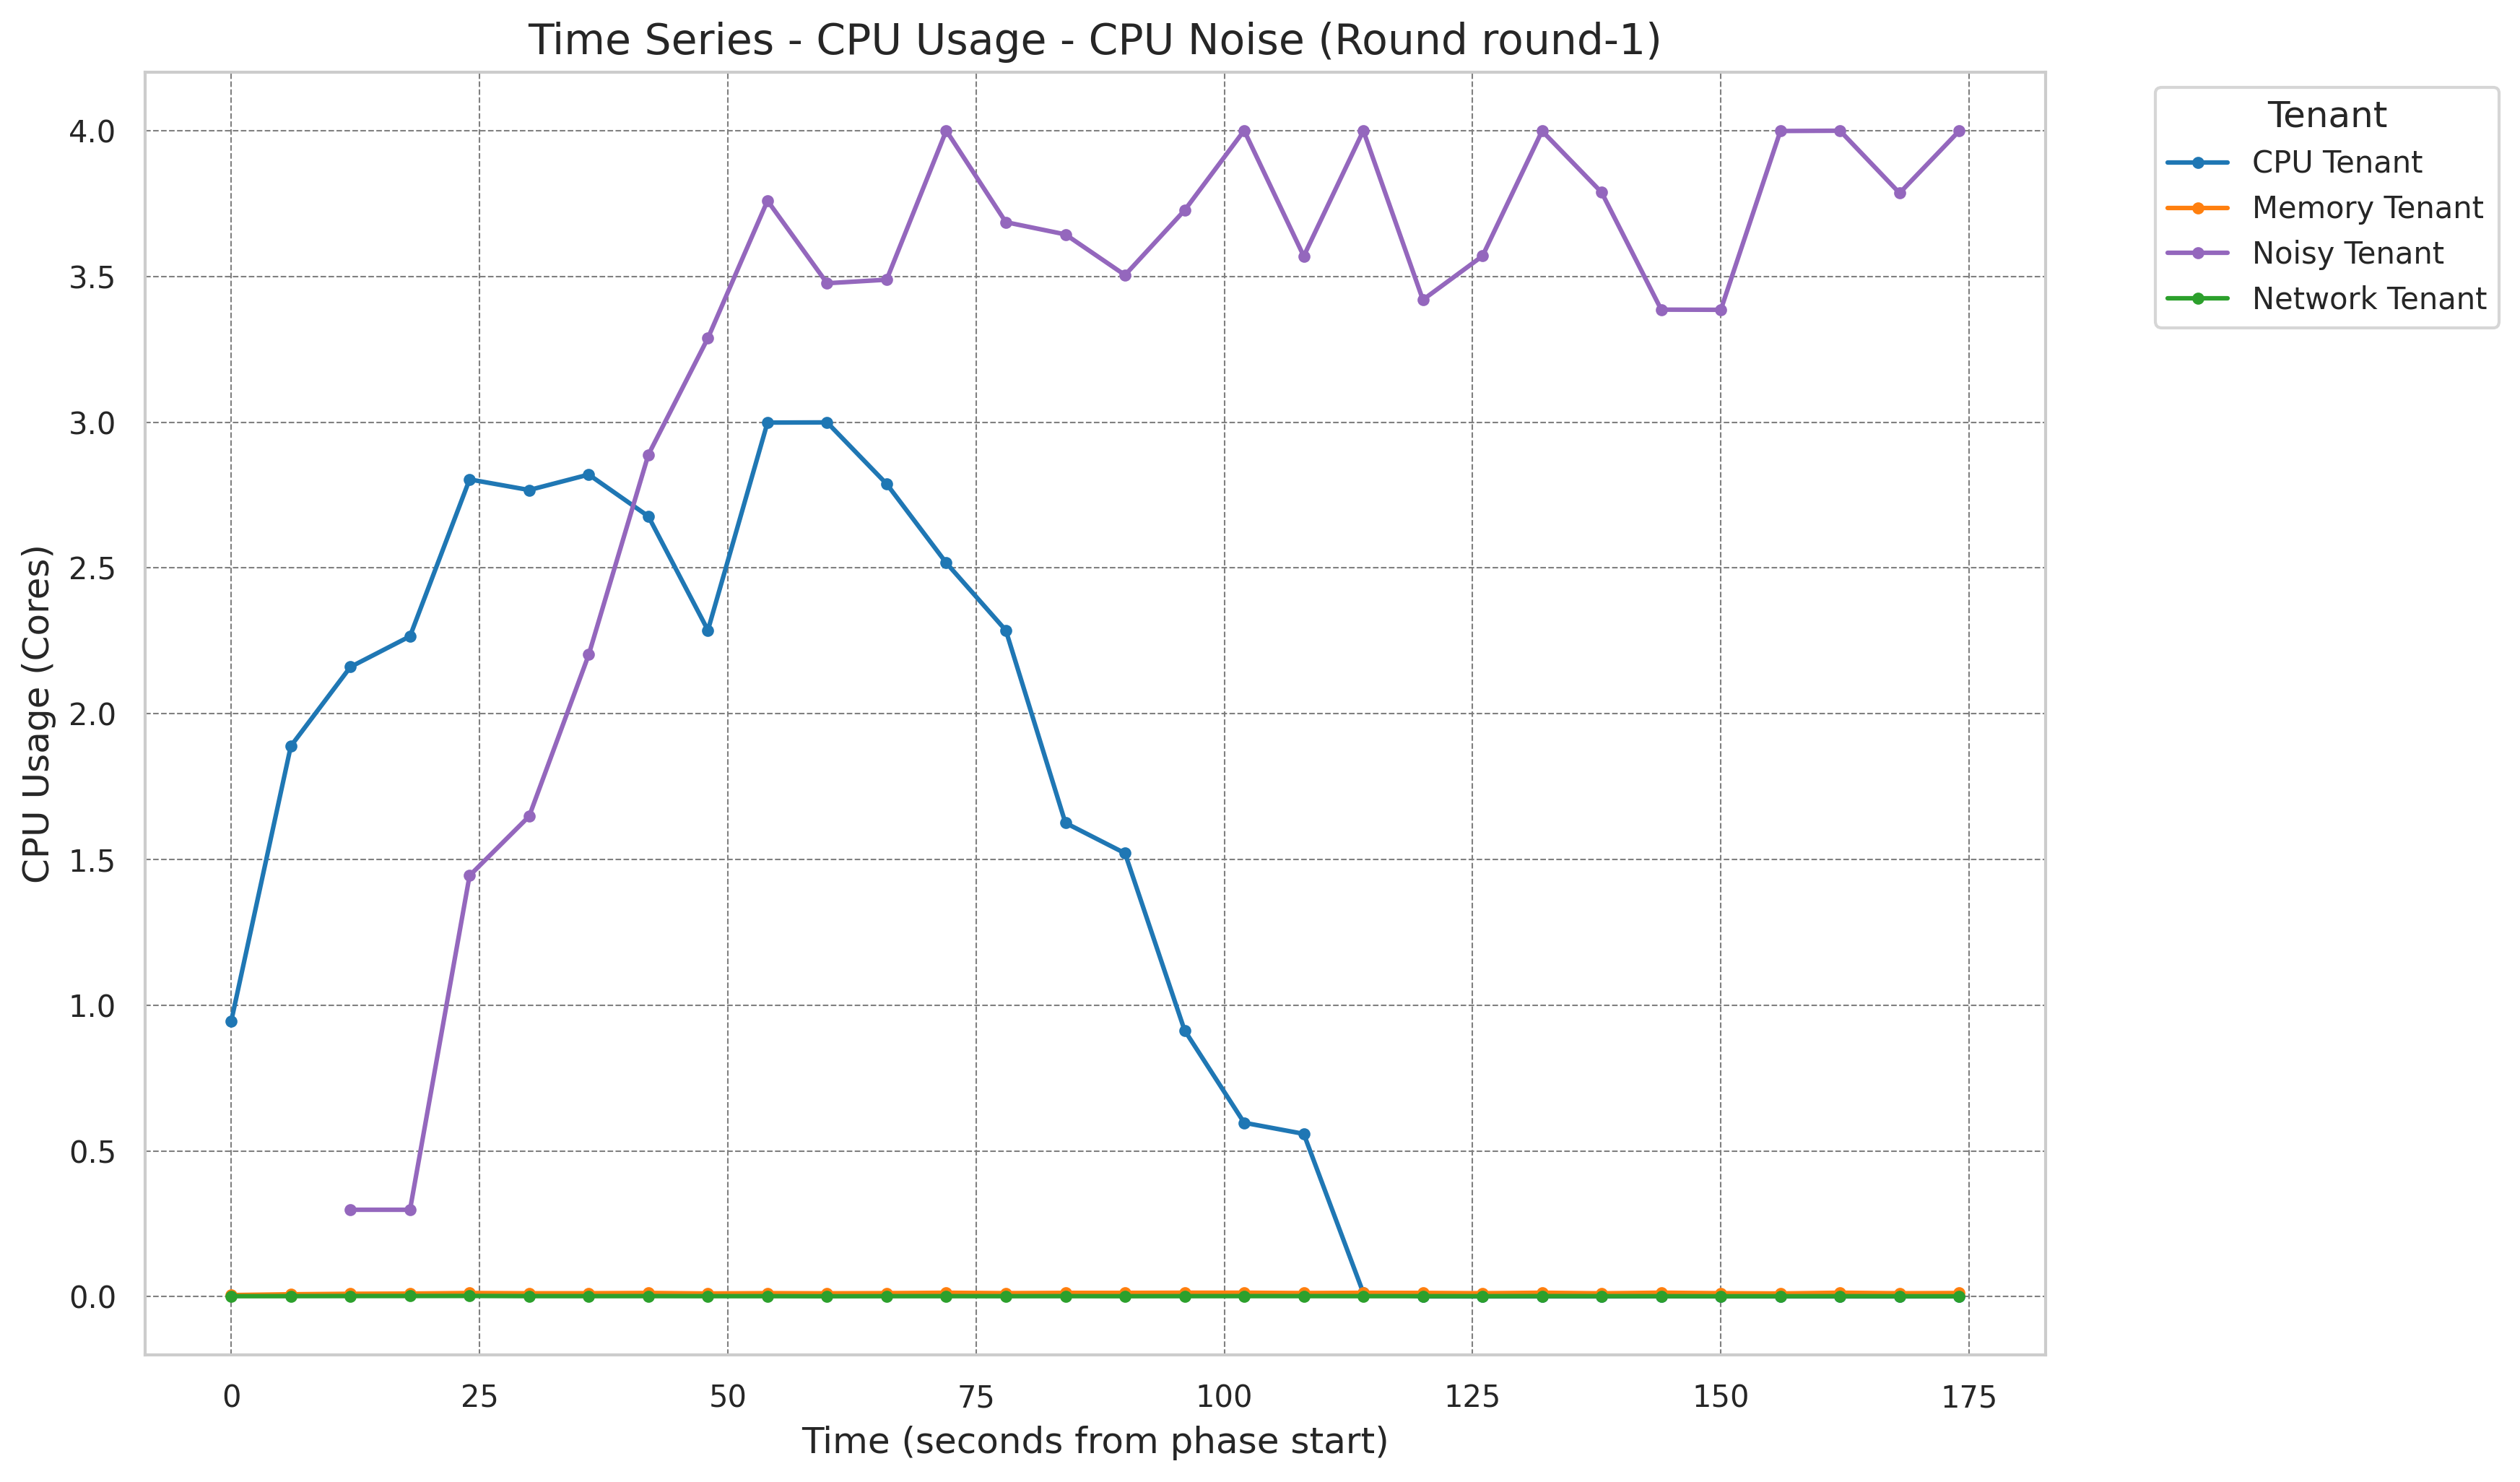 Time Series - CPU Usage - CPU Noise (Round round-1)
Tenant
CPU Tenant
Memory Tenant
Noisy Tenant
Network Tenant
CPU Usage (Cores)
4.0
3.5
3.0
2.5
2.0
1.5
1.0
0.5
0.0
0 25 50 75 100 125 150 175
Time (seconds from phase start)